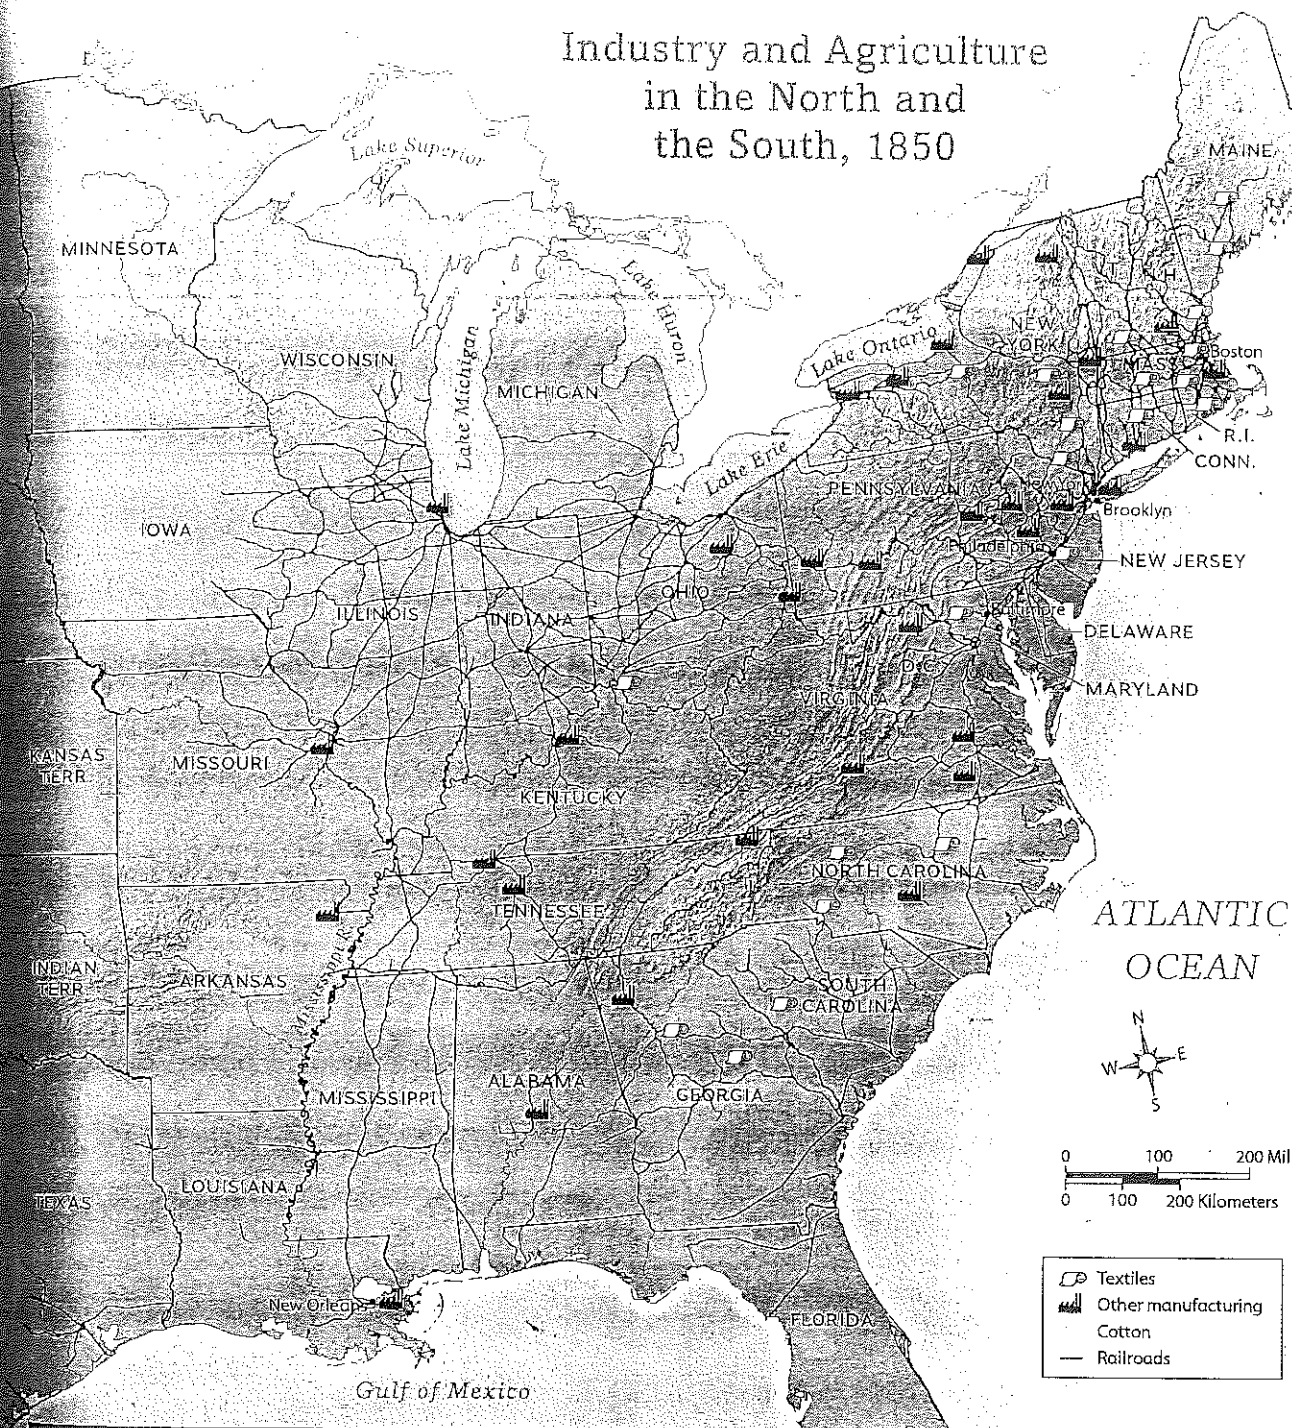 Industry and Agriculture
in the North and
the South, 1850
Lake Superior
MAINE
MINNESOTA
Lake Huron
H
NEW
YORK
Lake Ontario
WISCONSIN
Lake Michigan
MICHIGAN
MASS
Boston
R.I.
CONN.
Lake Erie
PENNSYLVANIA
Brooklyn
IOWA
Philadelphia
NEW JERSEY
OHIO
ILLINOIS
INDIANA
Baltimore
DELAWARE
D.C.
MARYLAND
VIRGINIA
KANSAS
TERR
MISSOURI
KENTUCKY
NORTH CAROLINA
TENNESSEE
ATLANTIC
OCEAN
INDIAN
TERR
ARKANSAS
Mississippi R.
SOUTH
CAROLINA
N
W
E
S
ALABAMA
MISSISSIPPI
GEORGIA
0 100 200 Mil
0 100 200 Kilometers
LOUISIANA
TEXAS
Textiles
Other manufacturing
Cotton
Railroads
New Orleans
FLORIDA
Gulf of Mexico